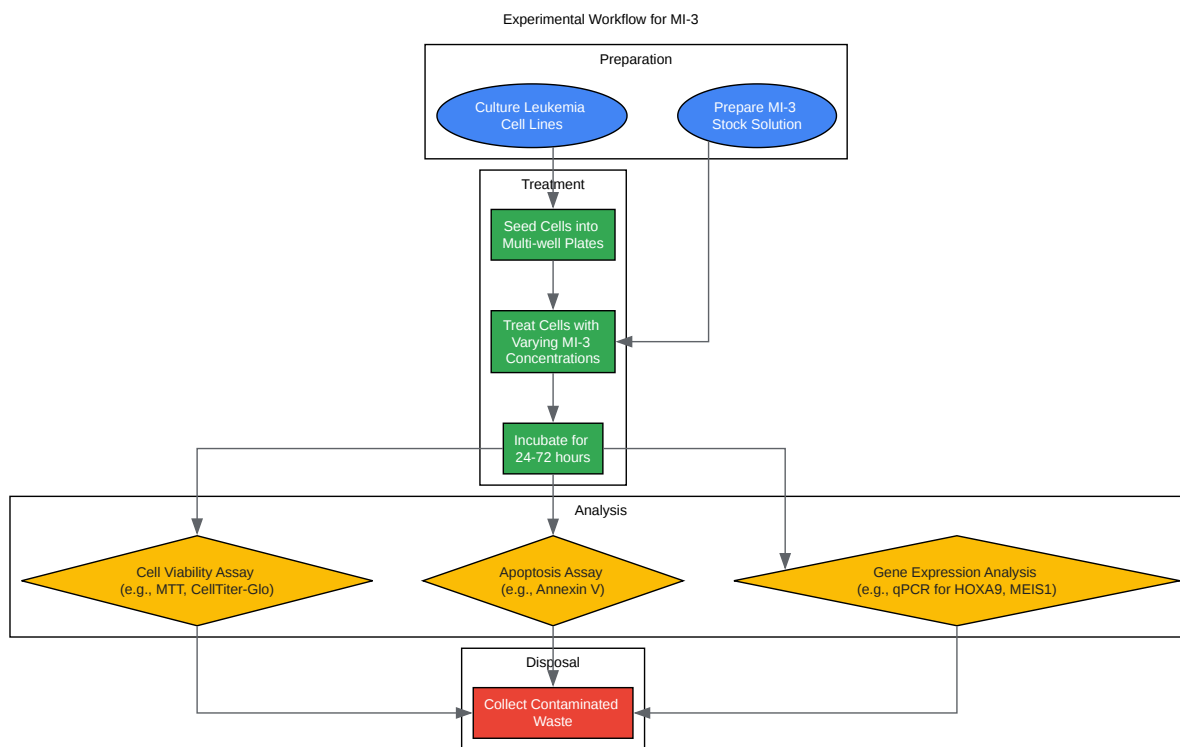 Experimental Workflow for MI-3
Preparation
Culture Leukemia
Cell Lines
Prepare MI-3
Stock Solution
Treatment
Seed Cells into
Multi-well Plates
Treat Cells with
Varying MI-3
Concentrations
Incubate for
24-72 hours
Analysis
Cell Viability Assay
(e.g., MTT, CellTiter-Glo)
Apoptosis Assay
(e.g., Annexin V)
Gene Expression Analysis
(e.g., qPCR for HOXA9, MEIS1)
Disposal
Collect Contaminated
Waste